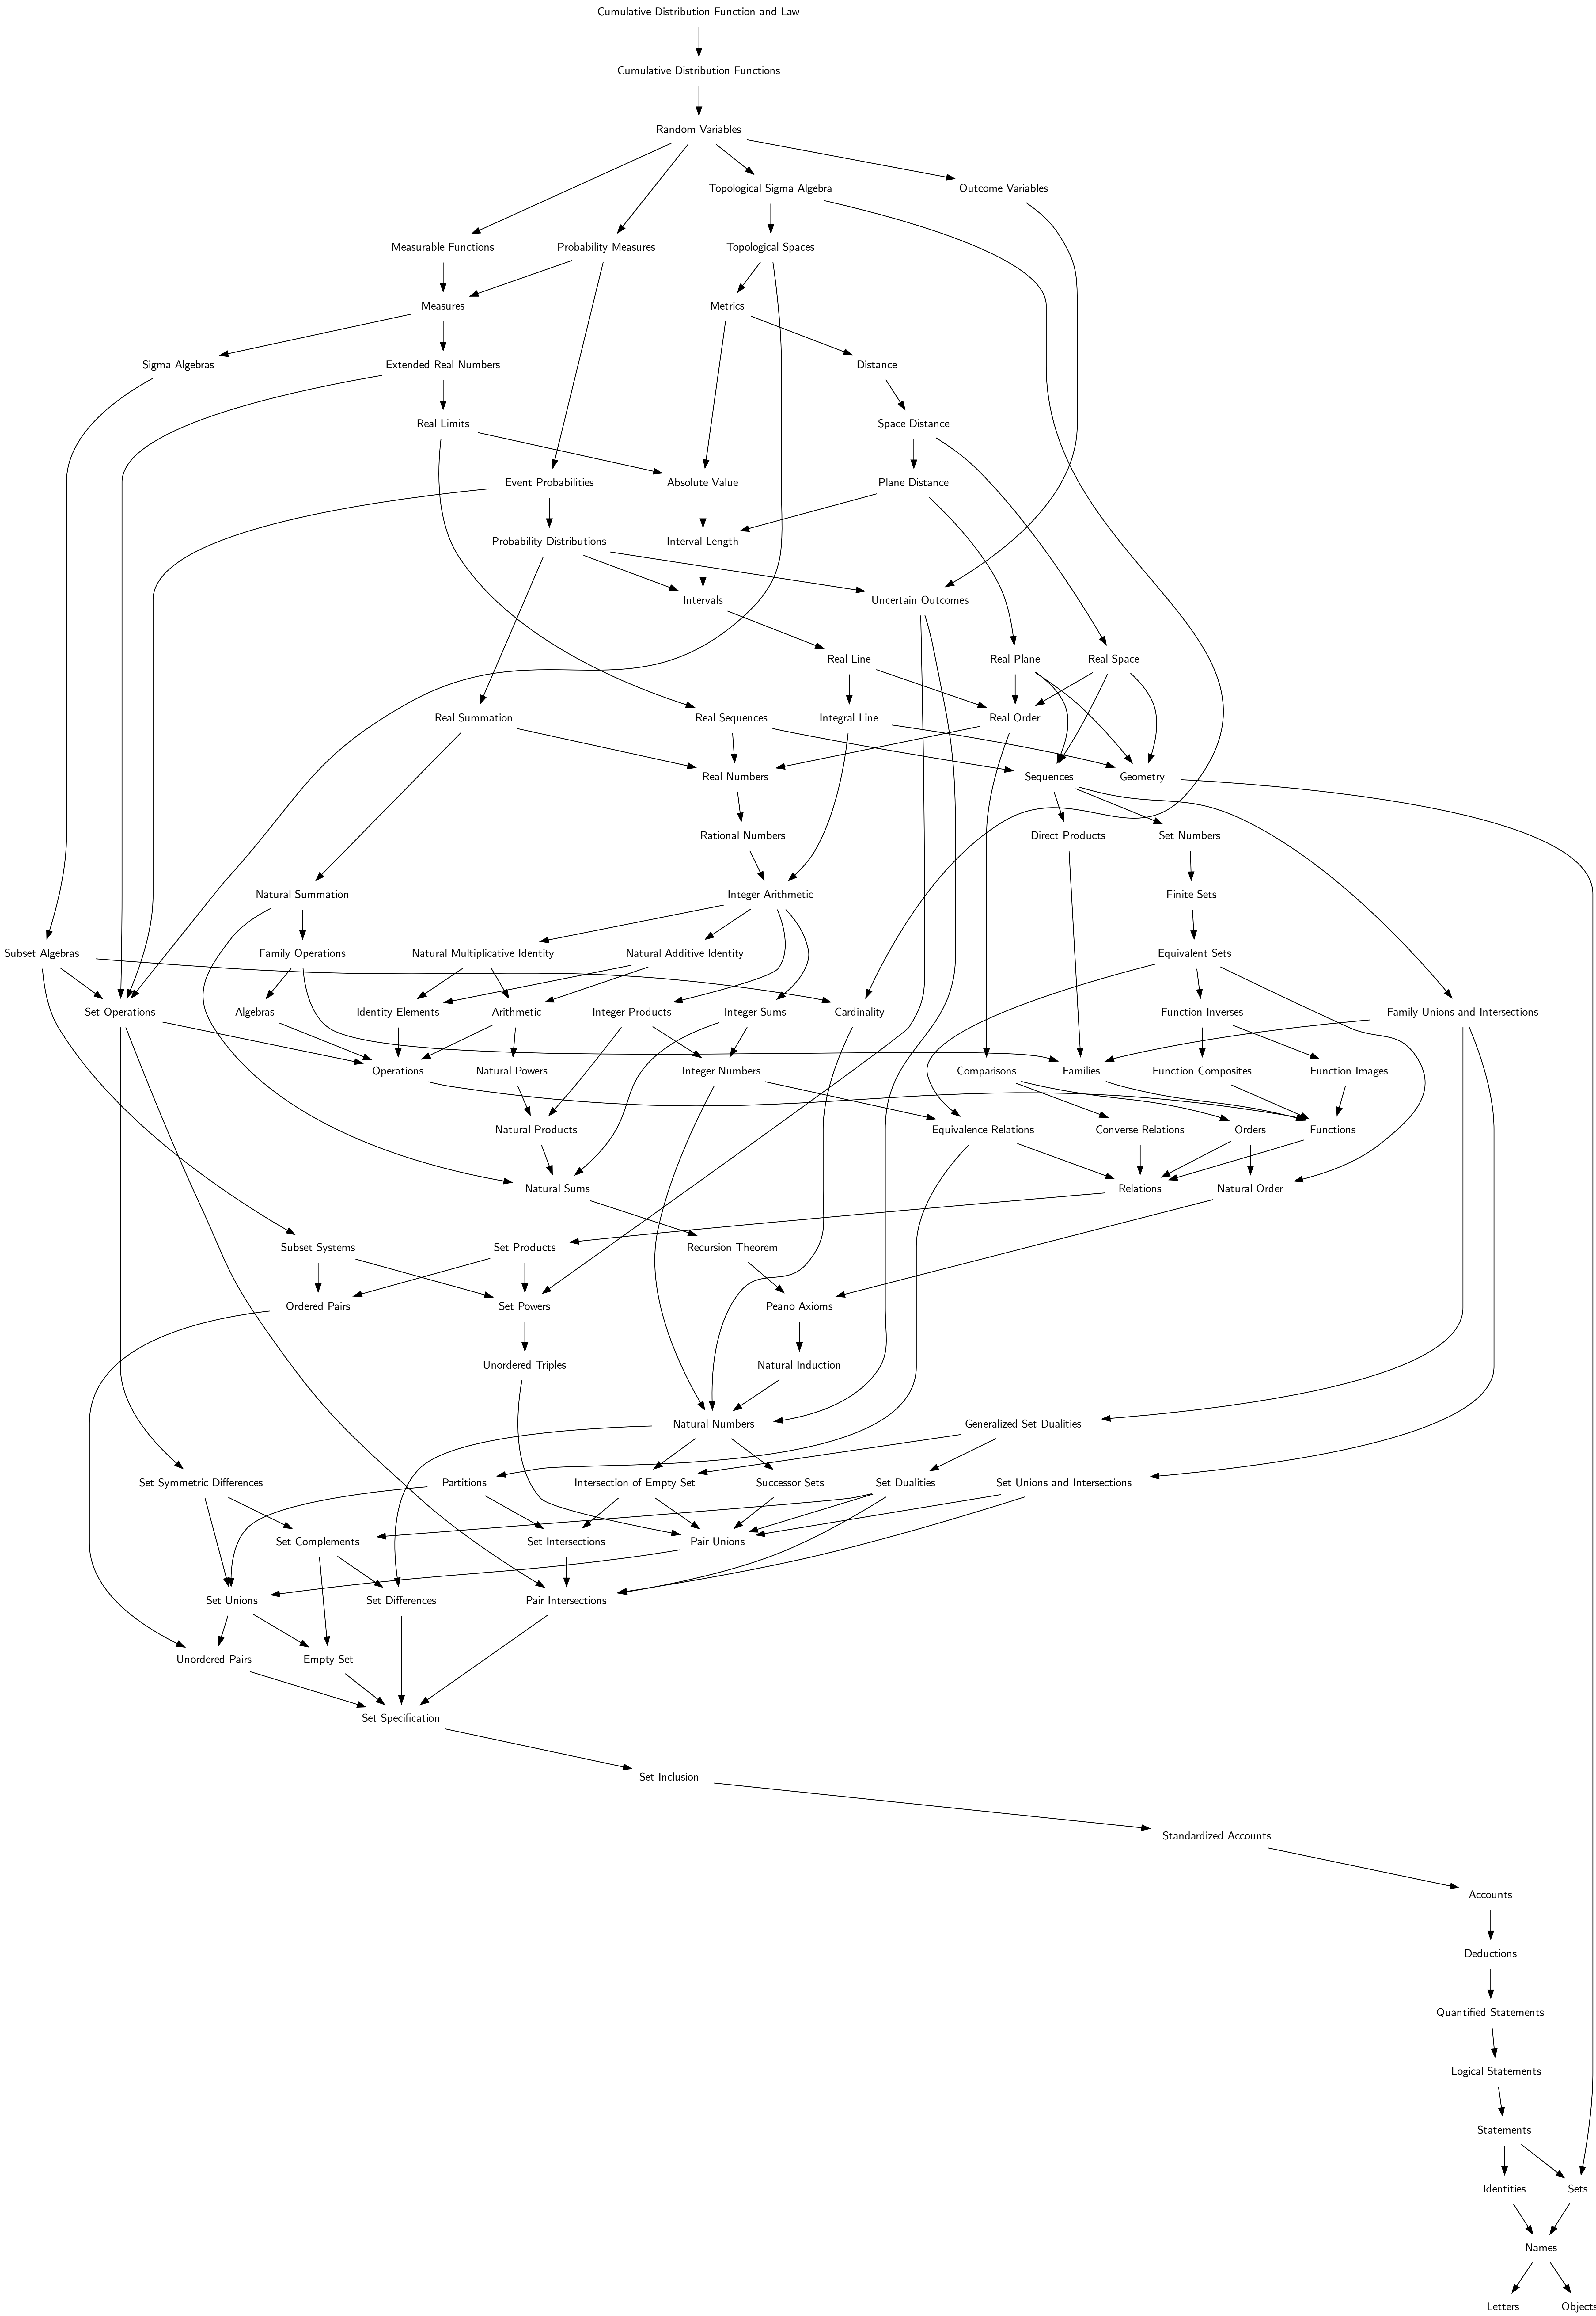 Cumulative Distribution Function and Law
Cumulative Distribution Functions
Random Variables
Topological Sigma Algebra
Outcome Variables
Measurable Functions
Probability Measures
Topological Spaces
Measures
Metrics
Sigma Algebras
Extended Real Numbers
Distance
Real Limits
Space Distance
Event Probabilities
Absolute Value
Plane Distance
Probability Distributions
Interval Length
Intervals
Uncertain Outcomes
Real Line
Real Plane
Real Space
Real Summation
Real Sequences
Integral Line
Real Order
Real Numbers
Sequences
Geometry
Rational Numbers
Direct Products
Set Numbers
Natural Summation
Integer Arithmetic
Finite Sets
Subset Algebras
Family Operations
Natural Multiplicative Identity
Natural Additive Identity
Equivalent Sets
Set Operations
Algebras
Identity Elements
Arithmetic
Integer Products
Integer Sums
Cardinality
Function Inverses
Family Unions and Intersections
Operations
Natural Powers
Integer Numbers
Comparisons
Families
Function Composites
Function Images
Natural Products
Equivalence Relations
Converse Relations
Orders
Functions
Natural Sums
Relations
Natural Order
Subset Systems
Set Products
Recursion Theorem
Ordered Pairs
Set Powers
Peano Axioms
Unordered Triples
Natural Induction
Natural Numbers
Generalized Set Dualities
Set Symmetric Differences
Partitions
Intersection of Empty Set
Successor Sets
Set Dualities
Set Unions and Intersections
Set Complements
Set Intersections
Pair Unions
Set Unions
Set Differences
Pair Intersections
Unordered Pairs
Empty Set
Set Specification
Set Inclusion
Standardized Accounts
Accounts
Deductions
Quantified Statements
Logical Statements
Statements
Identities
Sets
Names
Letters
Objects